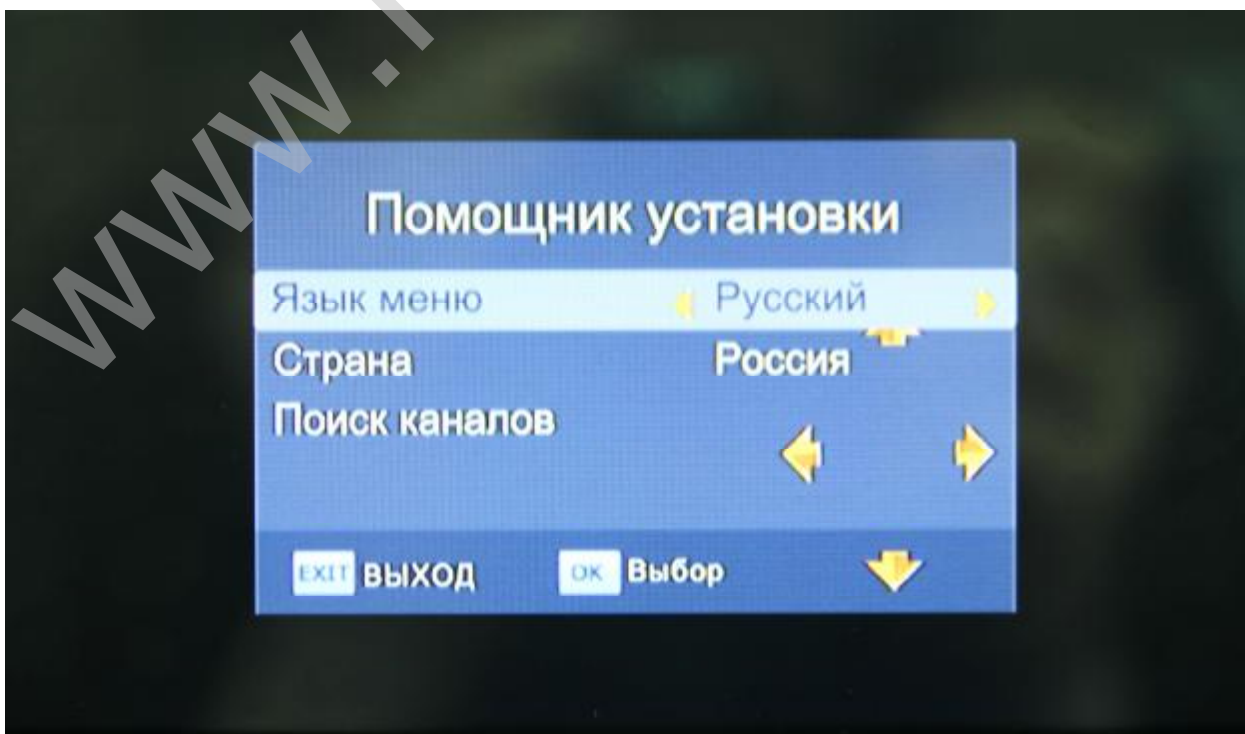 www.
Помощник установки
Язык меню Русский
Страна Россия
Поиск каналов
EXIT ВЫХОД OK Выбор